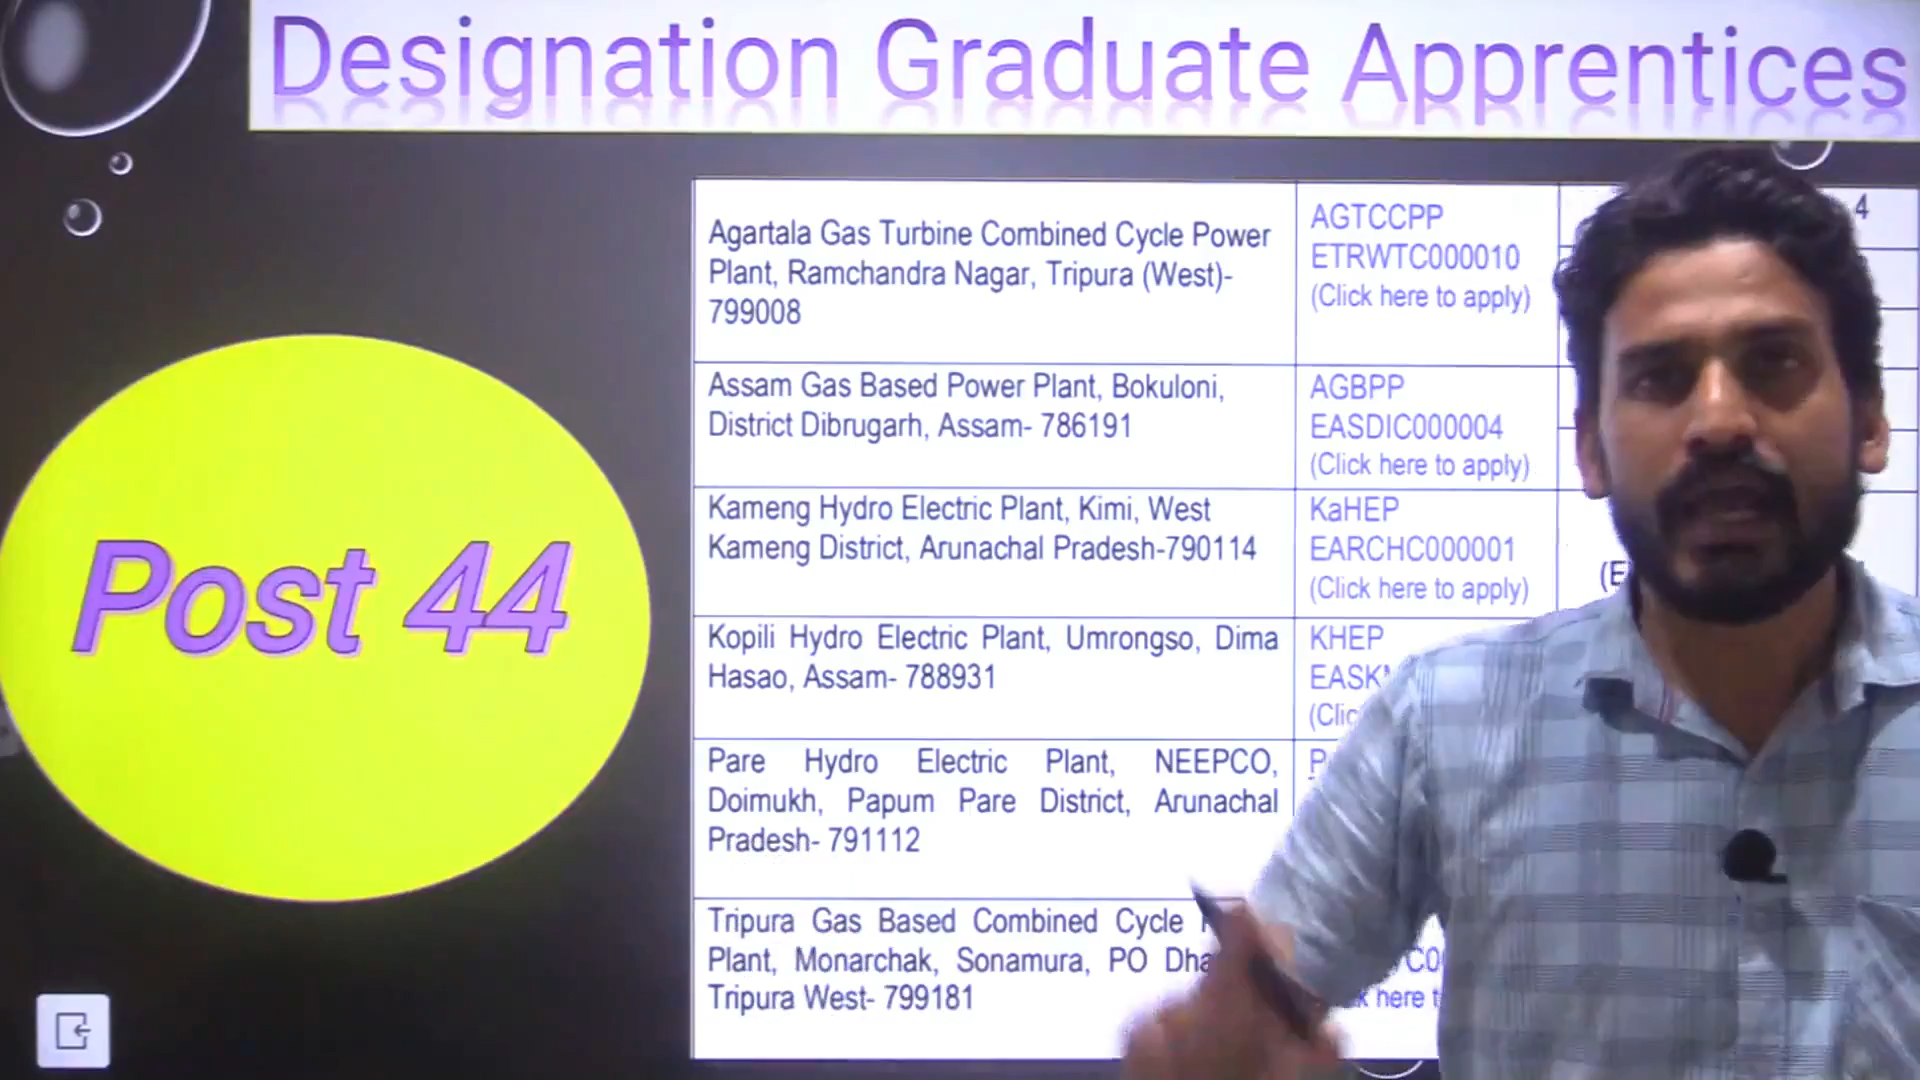 Designation Graduate Apprentices
Post 44
Agartala Gas Turbine Combined Cycle Power
Plant, Ramchandra Nagar, Tripura (West)-
799008
AGTCCPP
ETRWTC000010
(Click here to apply)
4
Assam Gas Based Power Plant, Bokuloni,
District Dibrugarh, Assam- 786191
AGBPP
EASDIC000004
(Click here to apply)
Kameng Hydro Electric Plant, Kimi, West
Kameng District, Arunachal Pradesh-790114
KaHEP
EARCHC000001
(Click here to apply)
Kopili Hydro Electric Plant, Umrongso, Dima
Hasao, Assam- 788931
KHEP
Pare Hydro Electric Plant, NEEPCO,
Doimukh, Papum Pare District, Arunachal
Pradesh- 791112
Tripura Gas Based Combined Cycle
Plant, Monarchak, Sonamura, PO
Tripura West- 799181
here